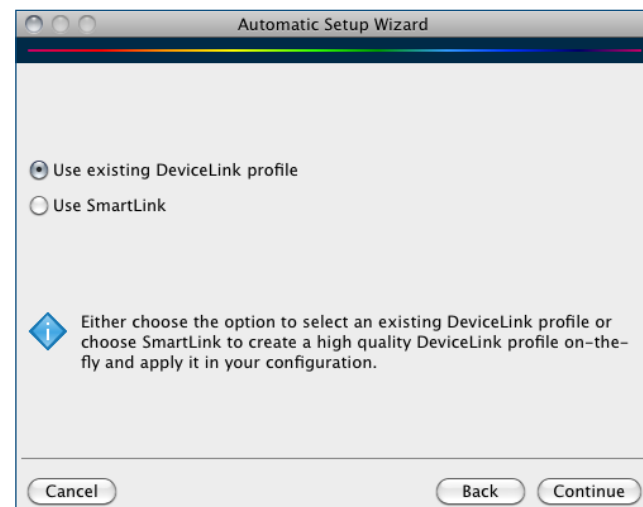 Automatic Setup Wizard
Use existing DeviceLink profile
Use SmartLink
Either choose the option to select an existing DeviceLink profile or
choose SmartLink to create a high quality DeviceLink profile on-the-
fly and apply it in your configuration.
Cancel
Back
Continue